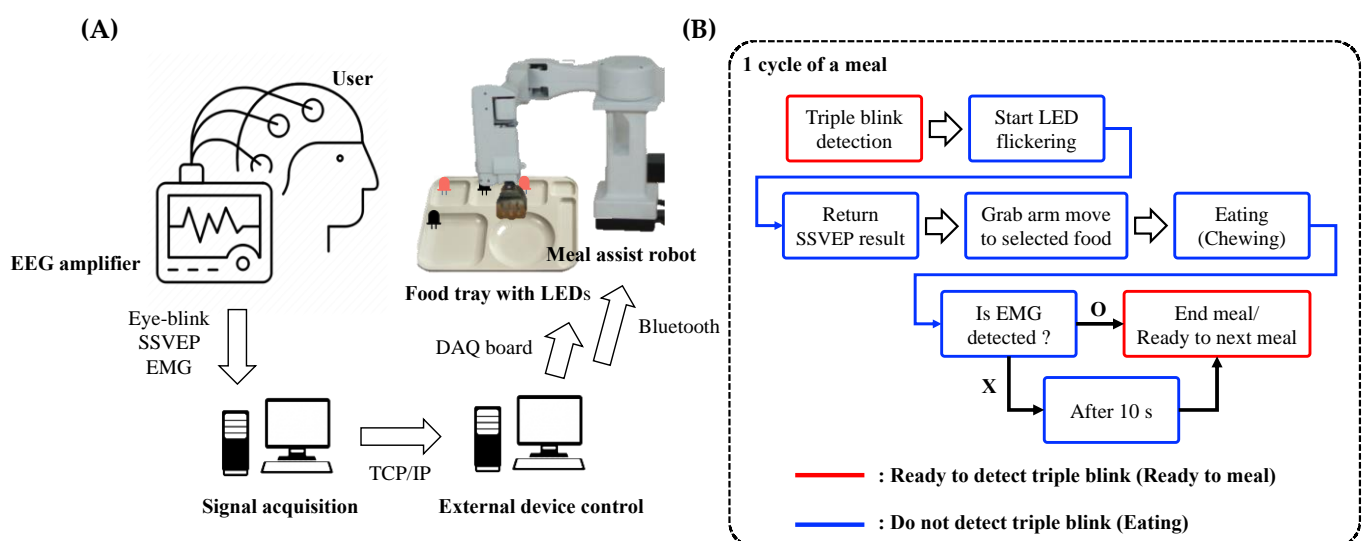 (A)
User
EEG amplifier
Meal assist robot
Food tray with LEDs
Eye-blink
SSVEP
EMG
DAQ board
Bluetooth
TCP/IP
Signal acquisition
External device control
(B)
1 cycle of a meal
Triple blink
detection
Start LED
flickering
Return
SSVEP result
Grab arm move
to selected food
Eating
(Chewing)
Is EMG
detected ?
O
End meal/
Ready to next meal
X
After 10 s
: Ready to detect triple blink (Ready to meal)
: Do not detect triple blink (Eating)